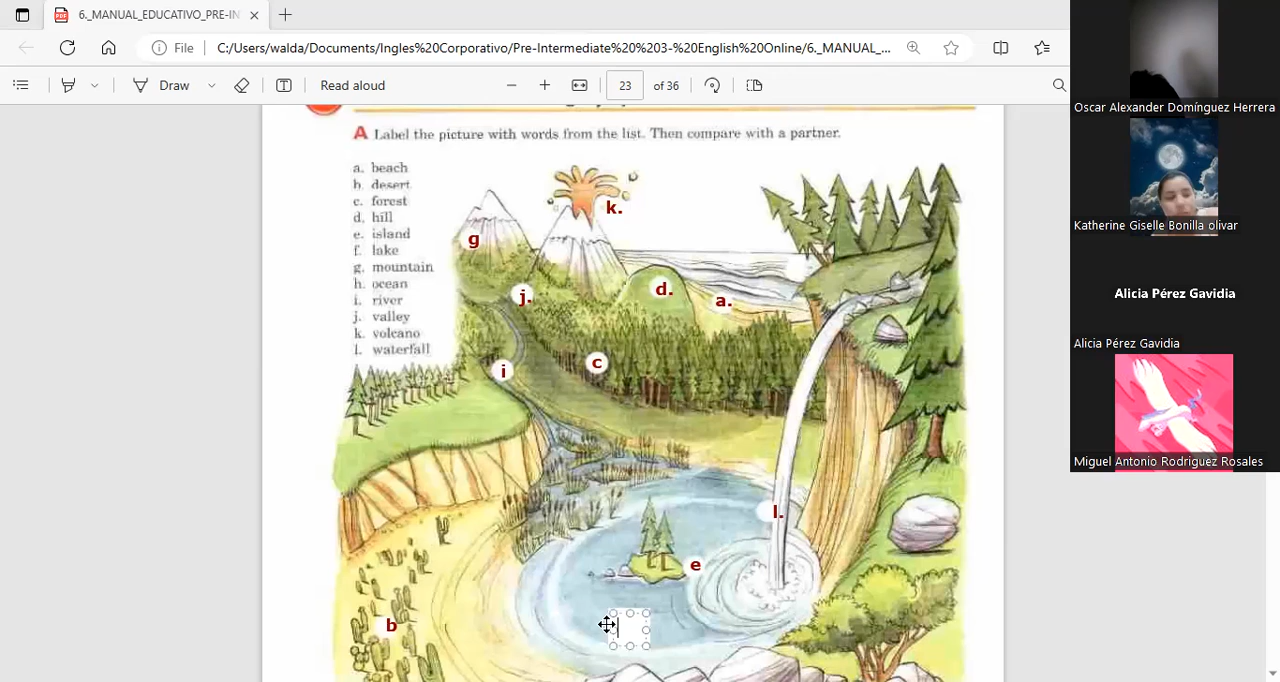 6._MANUAL_EDUCATIVO_PRE-IN
File
C:/Users/walda/Documents/Ingles%20Corporativo/Pre-Intermediate%20%203-%20English%20Online/6._MANUAL_...
Draw
Read aloud
23
of 36
A Label the picture with words from the list. Then compare with a partner.
a. beach
b. desert
c. forest
d. hill
e. island
f. lake
g. mountain
h. ocean
i. river
j. valley
k. volcano
l. waterfall
k.
g
j.
d.
a.
i
c
l.
e
b
Oscar Alexander Domínguez Herrera
Katherine Giselle Bonilla olivar
Alicia Pérez Gavidia
Alicia Pérez Gavidia
Miguel Antonio Rodriguez Rosales